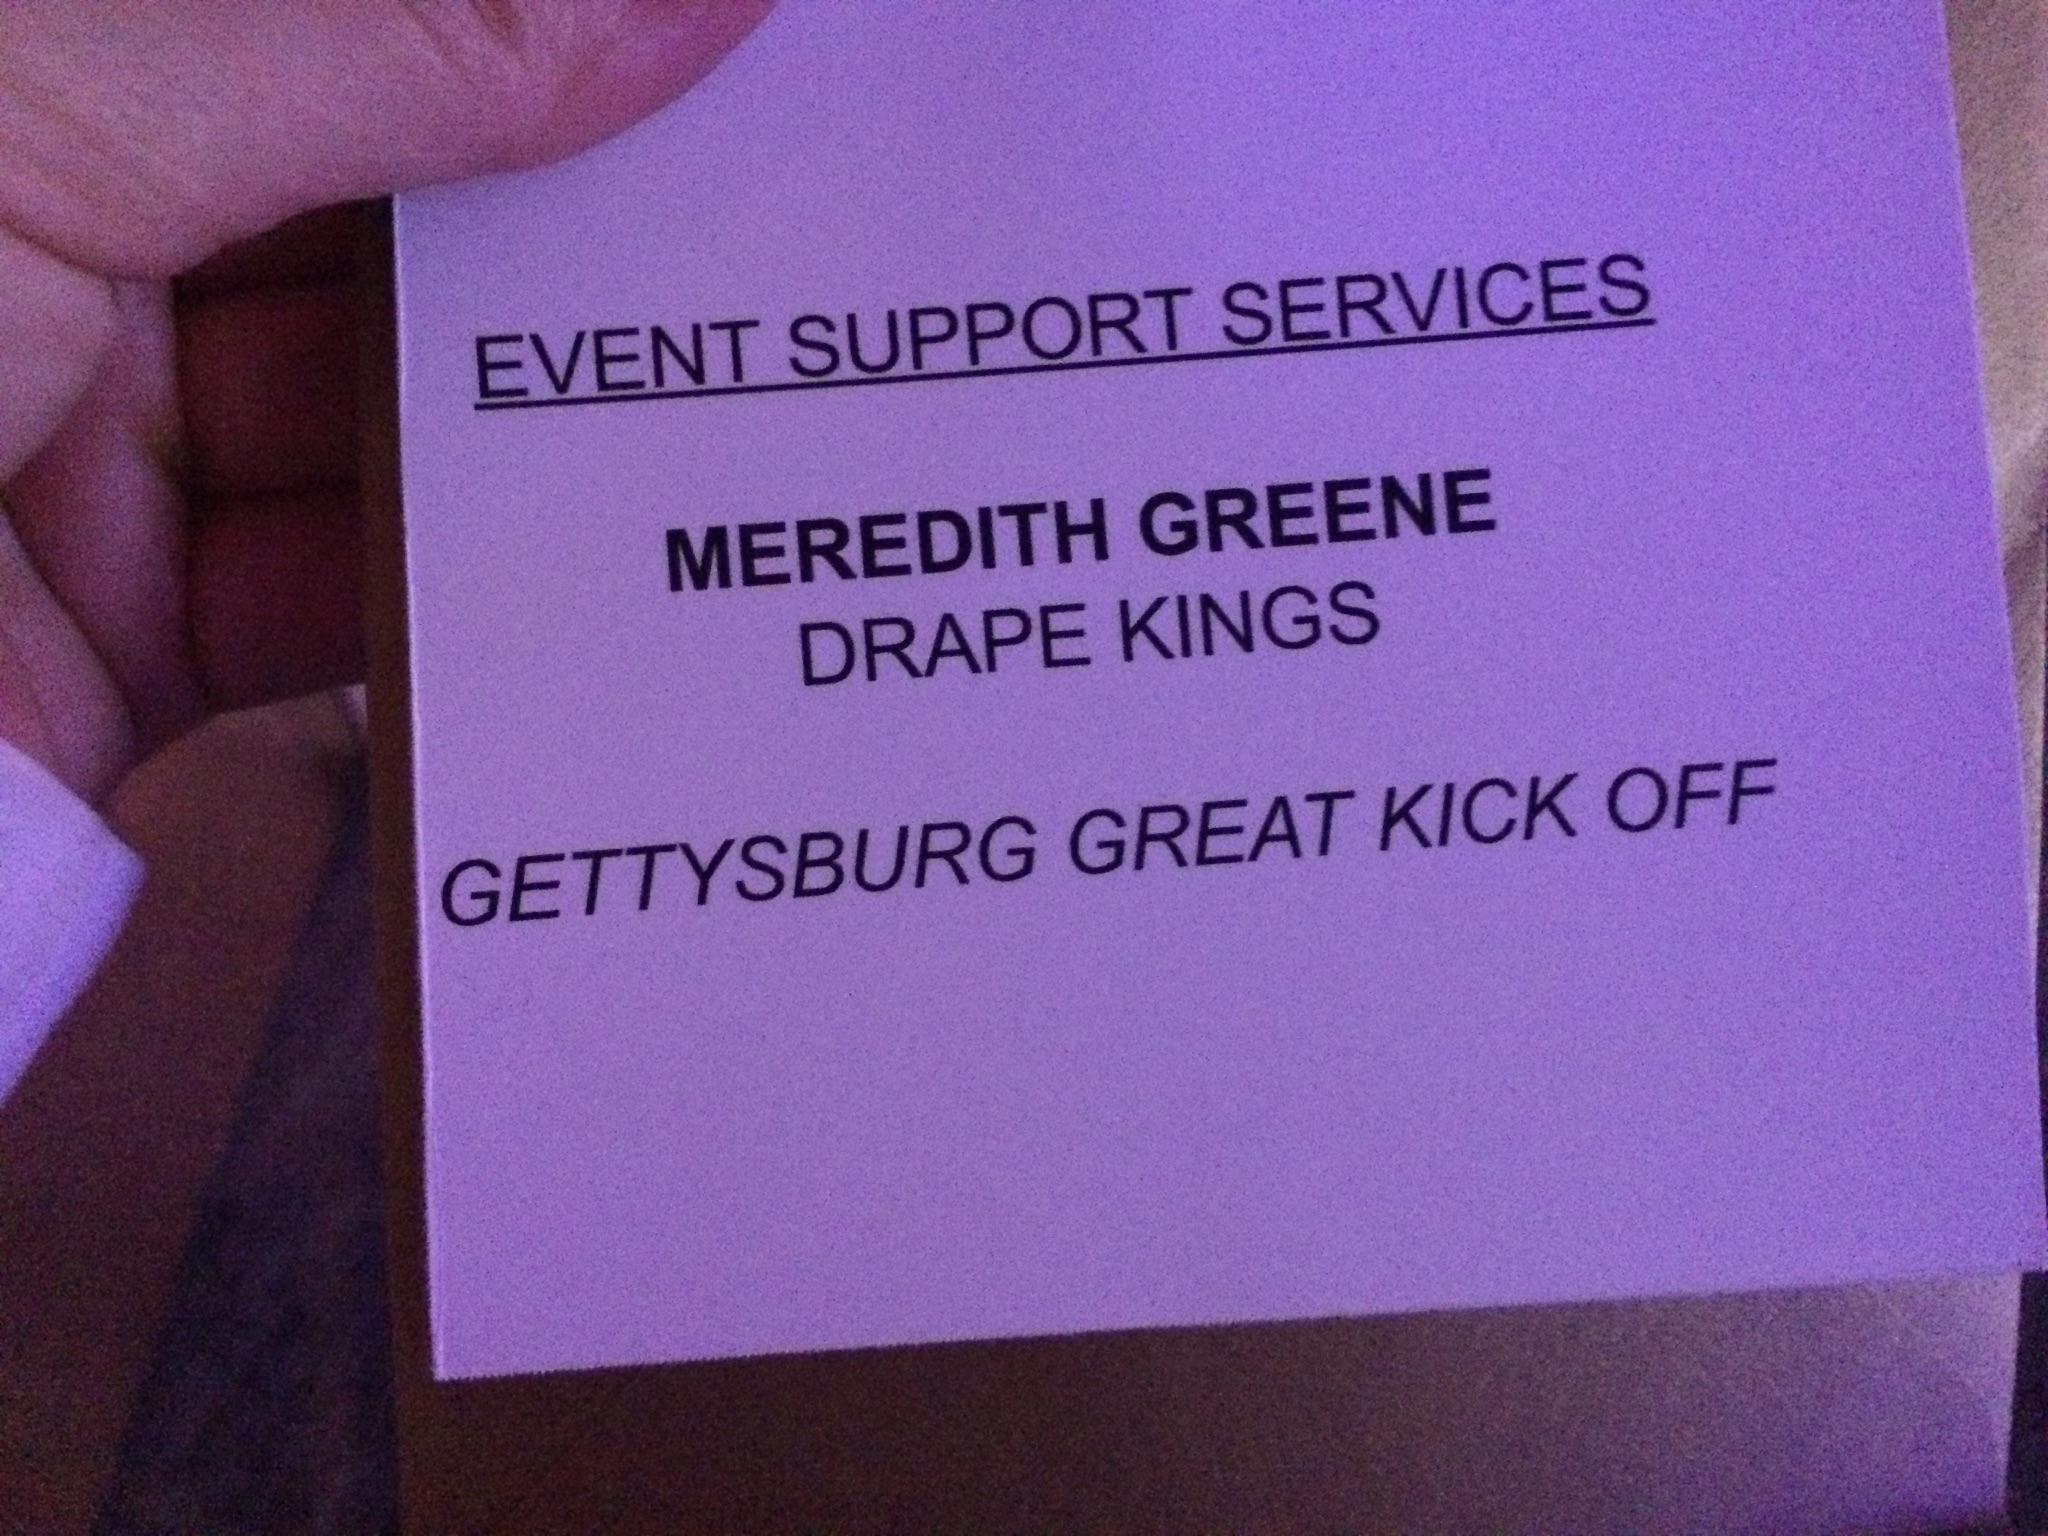 EVENT SUPPORT SERVICES
MEREDITH GREENE
DRAPE KINGS
GETTYSBURG GREAT KICK OFF